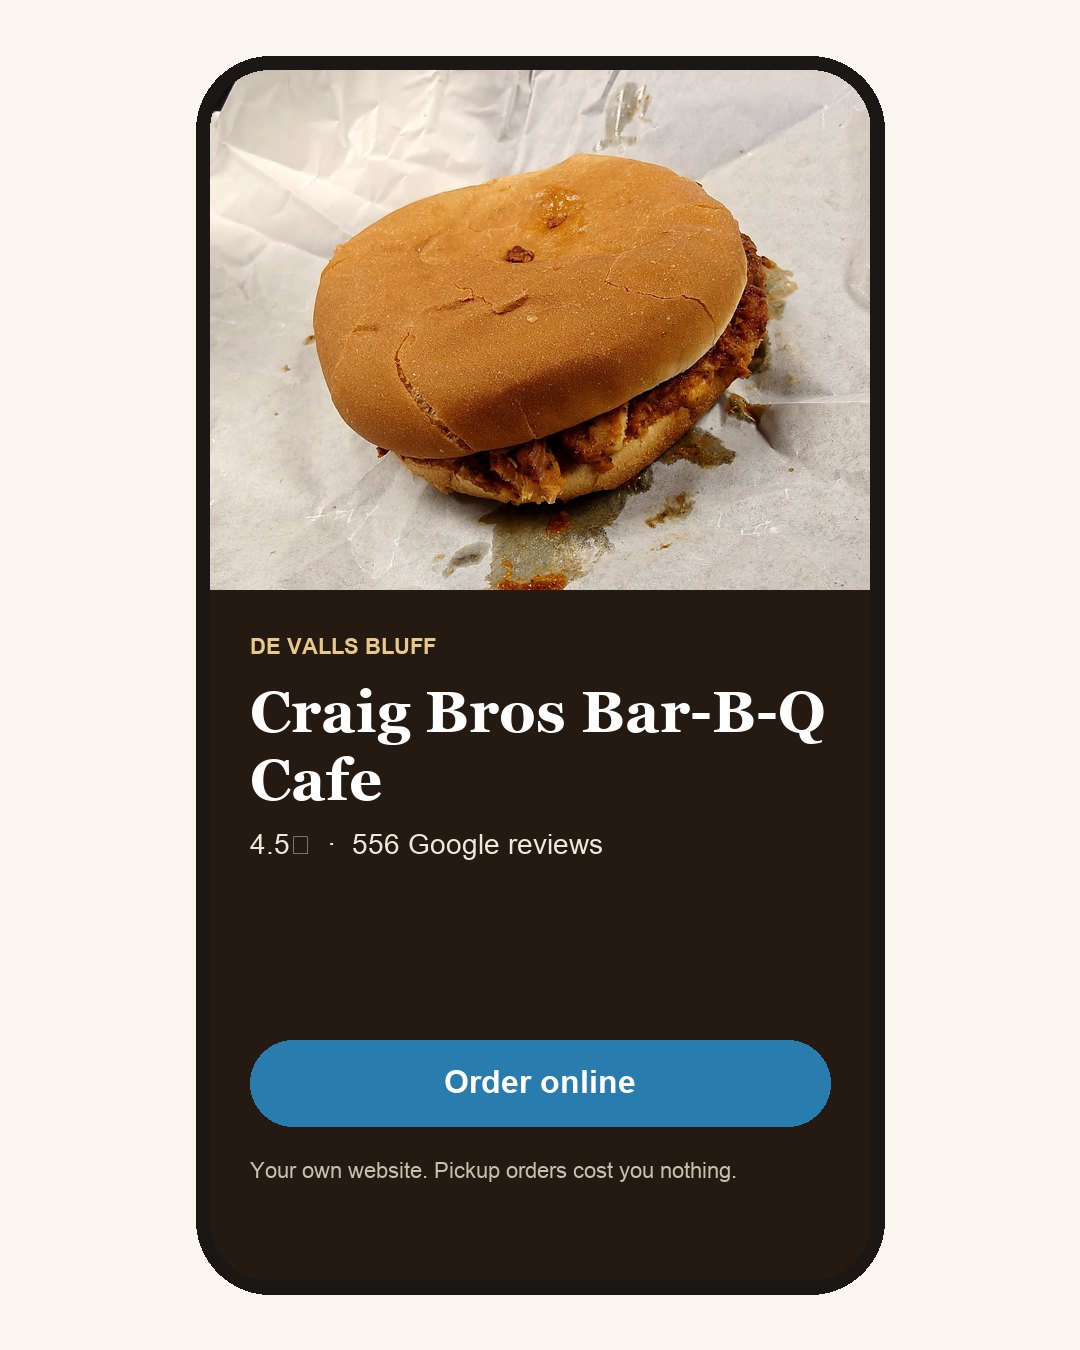 DE VALLS BLUFF
Craig Bros Bar-B-Q
Cafe
4.5□ · 556 Google reviews
Order online
Your own website. Pickup orders cost you nothing.